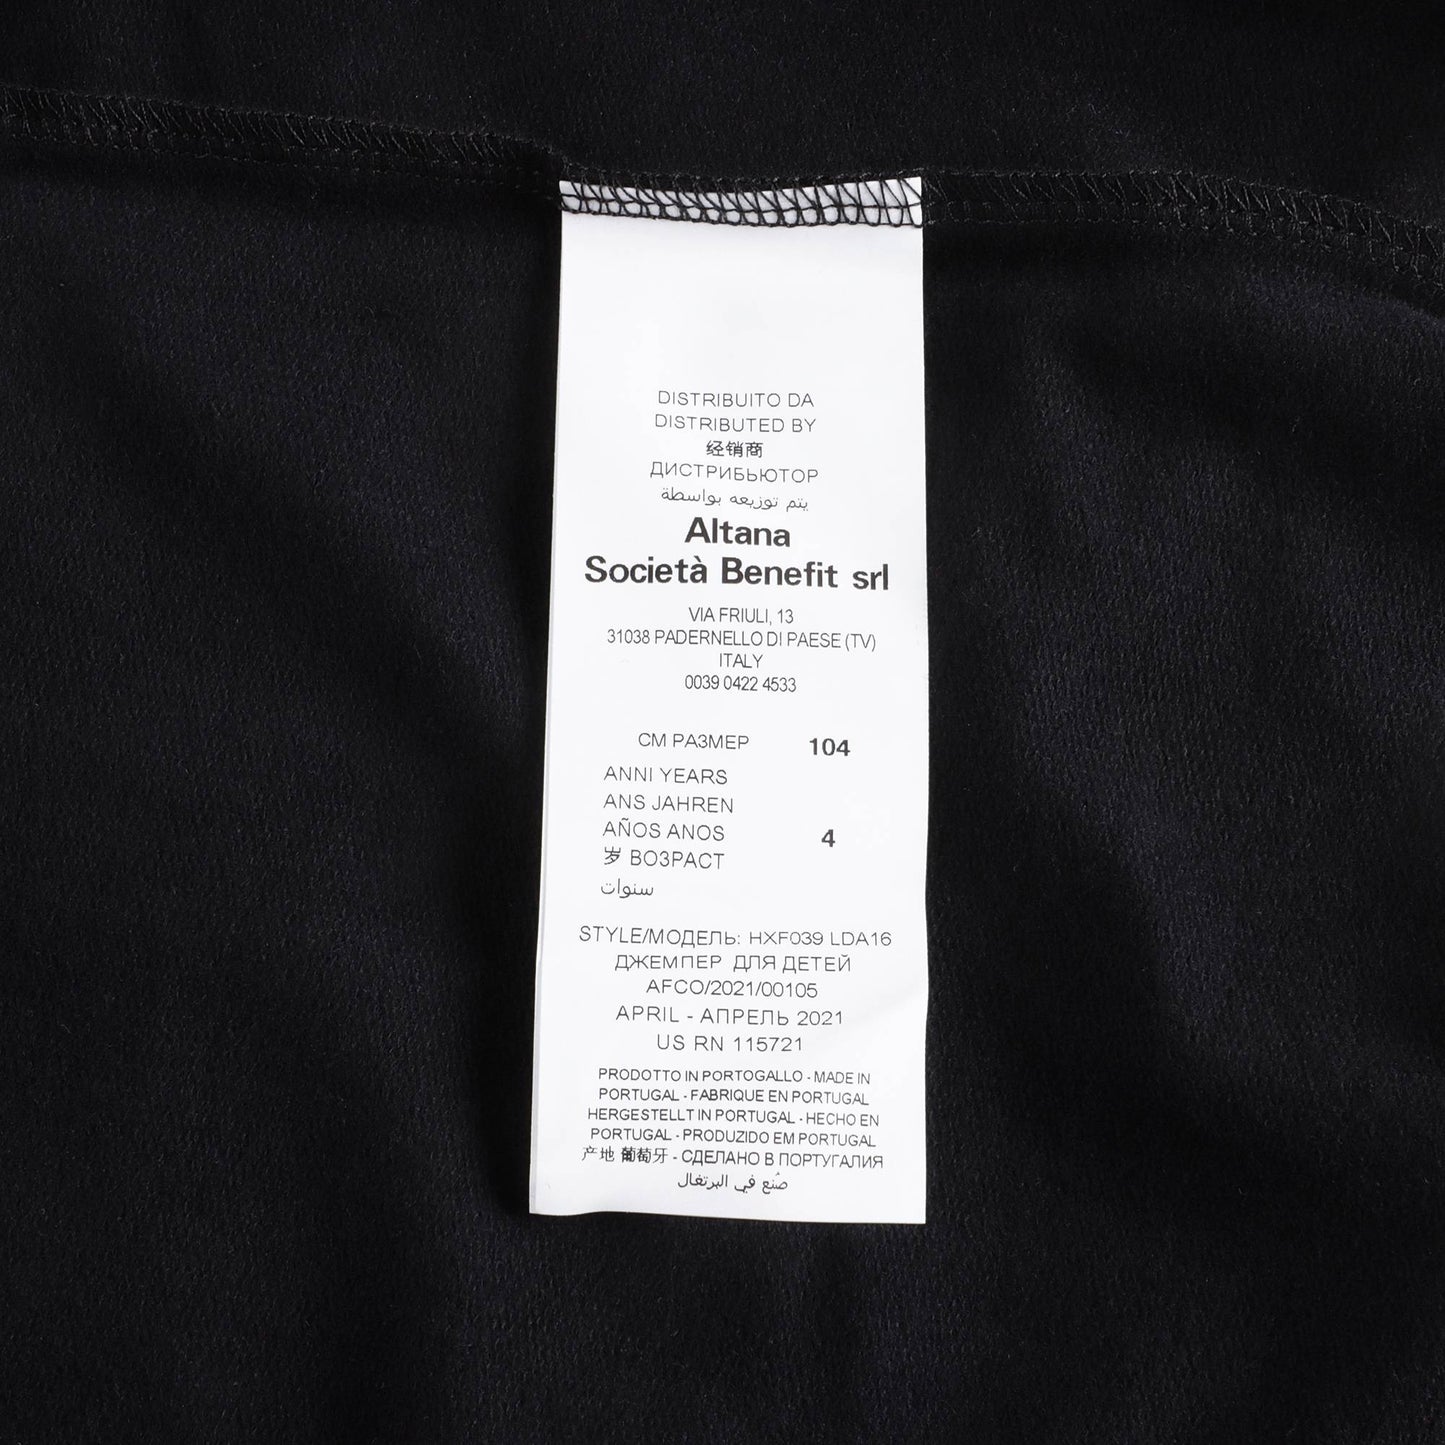 DISTRIBUITO DA
DISTRIBUTED BY
经销商
ДИСТРИБЬЮТОР
يتم توزيعه بواسطة
Altana
Società Benefit srl
VIA FRIULI, 13
31038 PADERNELLO DI PAESE (TV)
ITALY
0039 0422 4533
CM РАЗМЕР 104
ANNI YEARS
ANS JAHREN
AÑOS ANOS 4
岁 ВОЗРАСТ
سنوات
STYLE/МОДЕЛЬ: HXF039 LDA16
ДЖЕМПЕР ДЛЯ ДЕТЕЙ
AFCO/2021/00105
APRIL - АПРЕЛЬ 2021
US RN 115721
PRODOTTO IN PORTOGALLO - MADE IN
PORTUGAL - FABRIQUE EN PORTUGAL
HERGESTELLT IN PORTUGAL - HECHO EN
PORTUGAL - PRODUZIDO EM PORTUGAL
产地 葡萄牙 - СДЕЛАНО В ПОРТУГАЛИЯ
صُنع في البرتغال